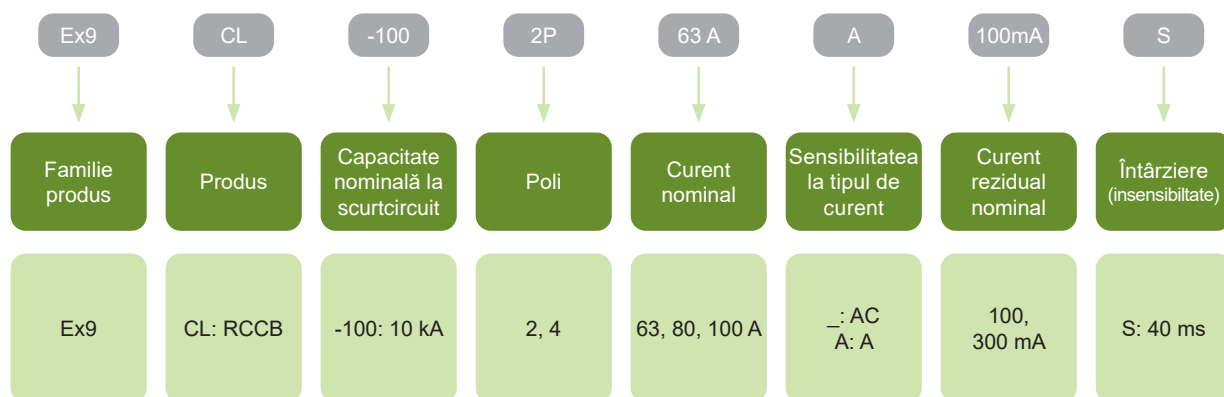 Ex9
CL
-100
2P
63 A
A
100mA
S
Familie
produs
Produs
Capacitate
nominală la
scurtcircuit
Poli
Curent
nominal
Sensibilitatea
la tipul de
curent
Curent
rezidual
nominal
Întârziere
(insensibiltate)
Ex9
CL: RCCB
-100: 10 kA
2, 4
63, 80, 100 A
_: AC
A: A
100,
300 mA
S: 40 ms